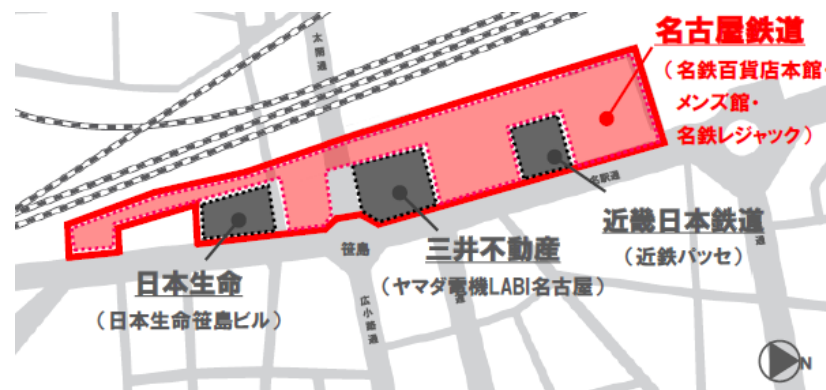 太閤通
名古屋鉄道
（名鉄百貨店本館・
メンズ館・
名鉄レジャック）
名駅通
近畿日本鉄道
（近鉄パッセ）
通
笹島
三井不動産
（ヤマダ電機LABI名古屋）
日本生命
（日本生命笹島ビル）
広小路通
N